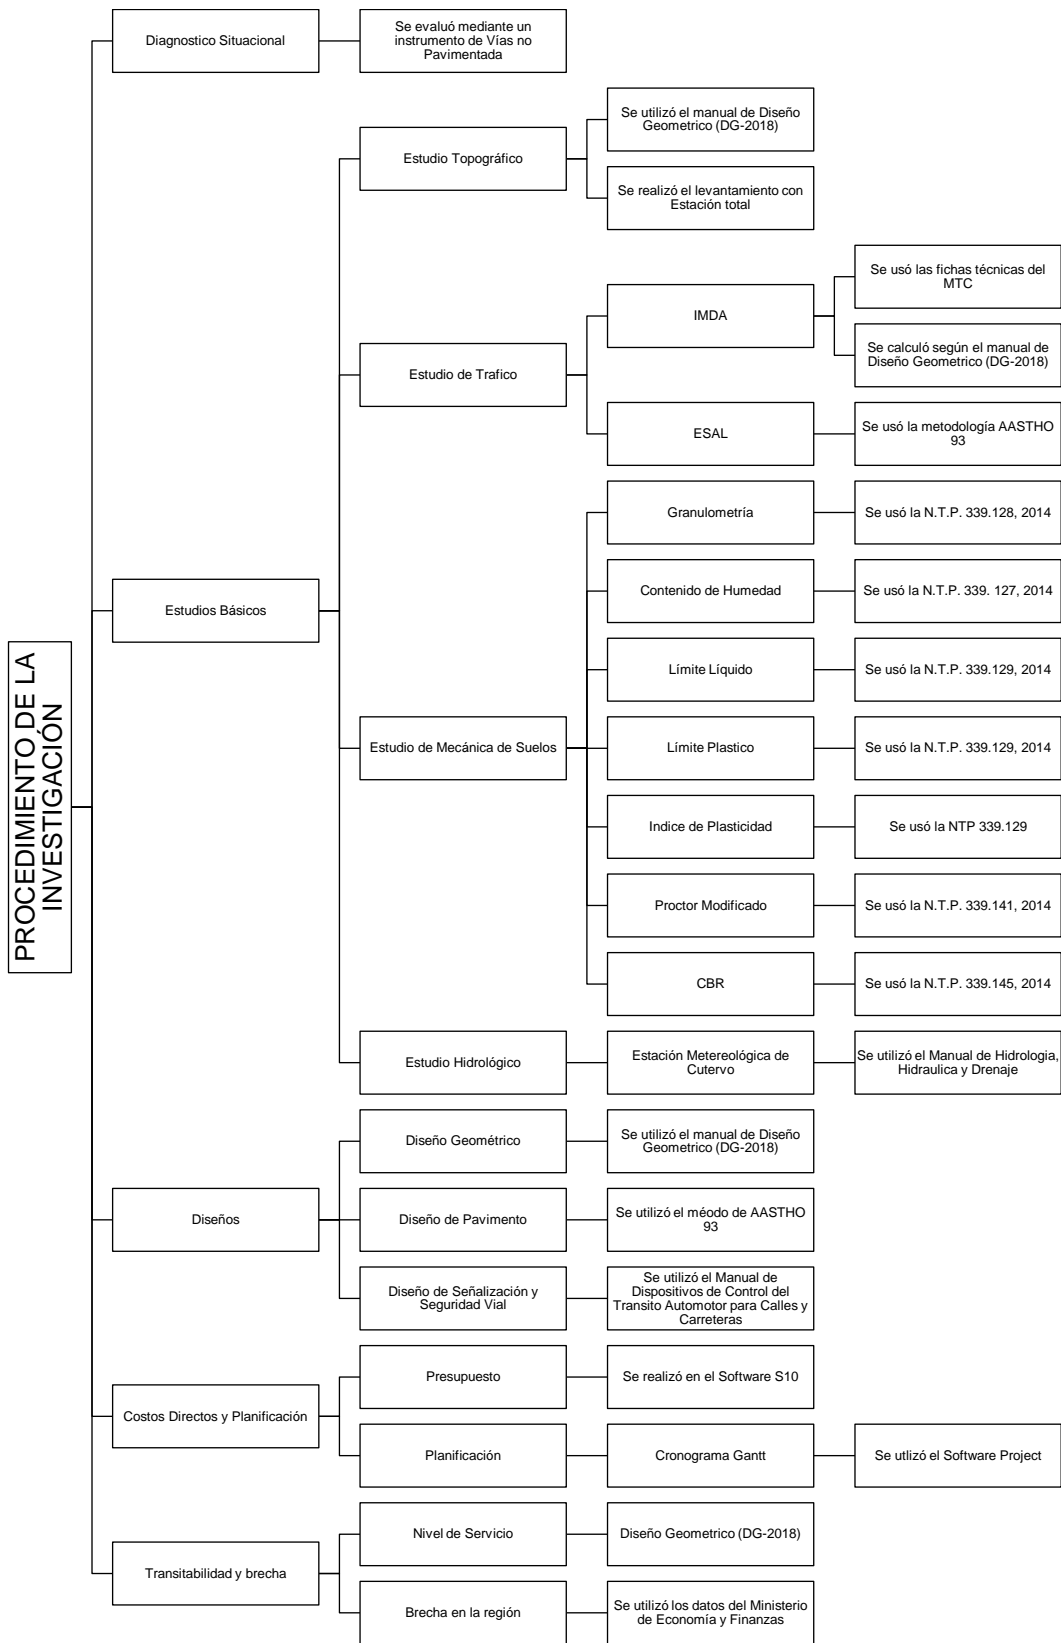 PROCEDIMIENTO DE LA
INVESTIGACIÓN
Diagnostico Situacional
Se evaluó mediante un
instrumento de Vías no
Pavimentada
Estudios Básicos
Estudio Topográfico
Se utilizó el manual de Diseño
Geometrico (DG-2018)
Se realizó el levantamiento con
Estación total
Estudio de Trafico
IMDA
Se usó las fichas técnicas del
MTC
Se calculó según el manual de
Diseño Geometrico (DG-2018)
ESAL
Se usó la metodología AASTHO
93
Estudio de Mecánica de Suelos
Granulometría
Se usó la N.T.P. 339.128, 2014
Contenido de Humedad
Se usó la N.T.P. 339. 127, 2014
Límite Líquido
Se usó la N.T.P. 339.129, 2014
Límite Plastico
Se usó la N.T.P. 339.129, 2014
Indice de Plasticidad
Se usó la NTP 339.129
Proctor Modificado
Se usó la N.T.P. 339.141, 2014
CBR
Se usó la N.T.P. 339.145, 2014
Estudio Hidrológico
Estación Metereológica de
Cutervo
Se utilizó el Manual de Hidrologia,
Hidraulica y Drenaje
Diseños
Diseño Geométrico
Se utilizó el manual de Diseño
Geometrico (DG-2018)
Diseño de Pavimento
Se utilizó el méodo de AASTHO
93
Diseño de Señalización y
Seguridad Vial
Se utilizó el Manual de
Dispositivos de Control del
Transito Automotor para Calles y
Carreteras
Costos Directos y Planificación
Presupuesto
Se realizó en el Software S10
Planificación
Cronograma Gantt
Se utlizó el Software Project
Transitabilidad y brecha
Nivel de Servicio
Diseño Geometrico (DG-2018)
Brecha en la región
Se utilizó los datos del Ministerio
de Economía y Finanzas